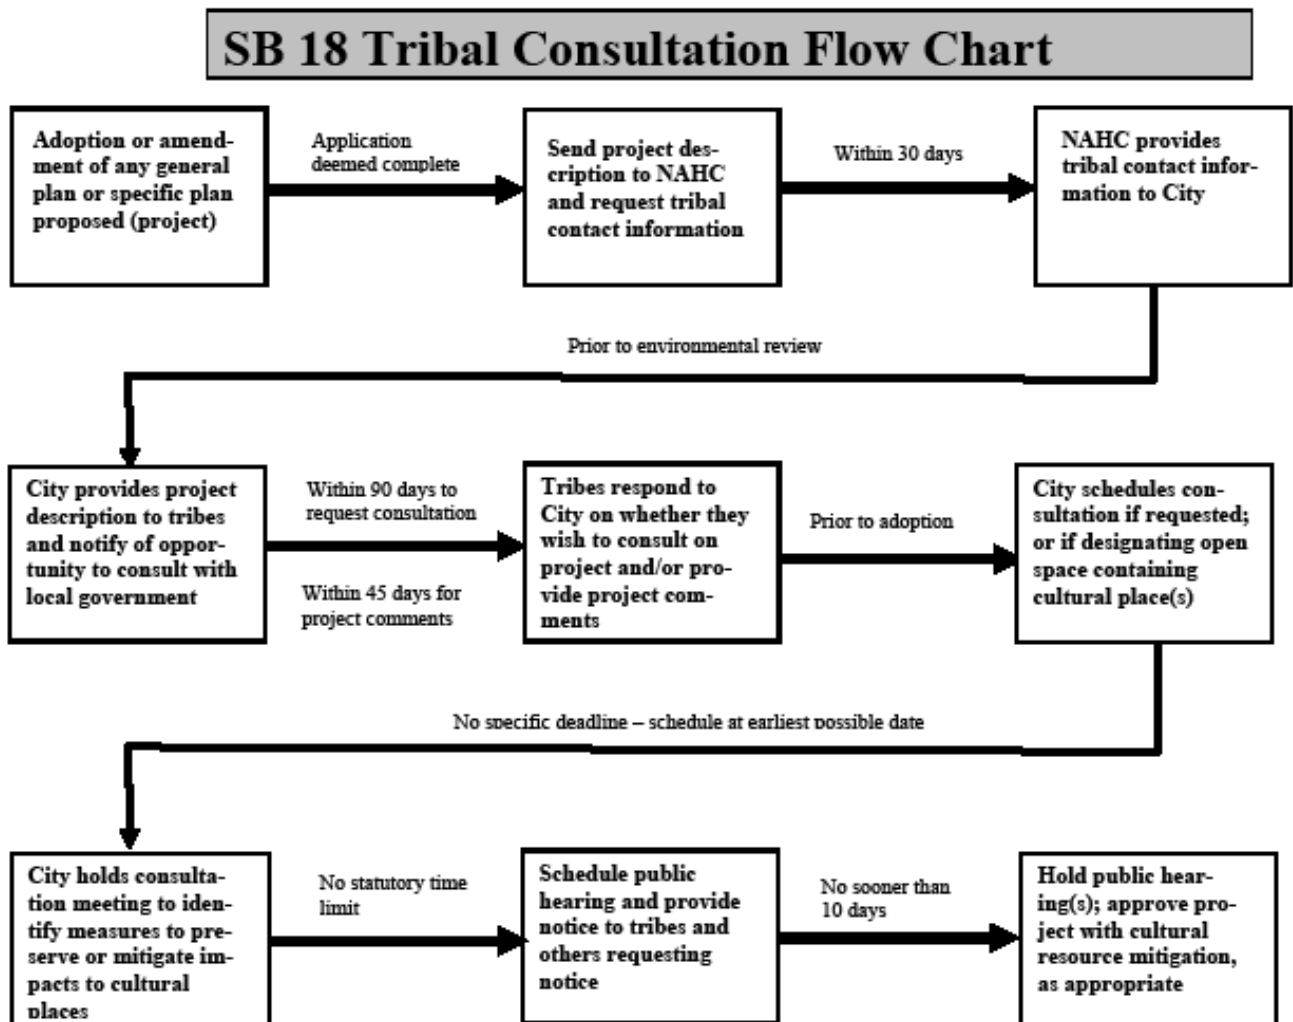 SB 18 Tribal Consultation Flow Chart
Adoption or amend-
ment of any general
plan or specific plan
proposed (project)
Application
deemed complete
Send project des-
cription to NAHC
and request tribal
contact information
Within 30 days
NAHC provides
tribal contact infor-
mation to City
Prior to environmental review
City provides project
description to tribes
and notify of oppor-
tunity to consult with
local government
Within 90 days to
request consultation
Within 45 days for
project comments
Tribes respond to
City on whether they
wish to consult on
project and/or pro-
vide project com-
ments
Prior to adoption
City schedules con-
sultation if requested;
or if designating open
space containing
cultural place(s)
No specific deadline – schedule at earliest possible date
City holds consulta-
tion meeting to iden-
tify measures to pre-
serve or mitigate im-
pacts to cultural
places
No statutory time
limit
Schedule public
hearing and provide
notice to tribes and
others requesting
notice
No sooner than
10 days
Hold public hear-
ing(s); approve pro-
ject with cultural
resource mitigation,
as appropriate